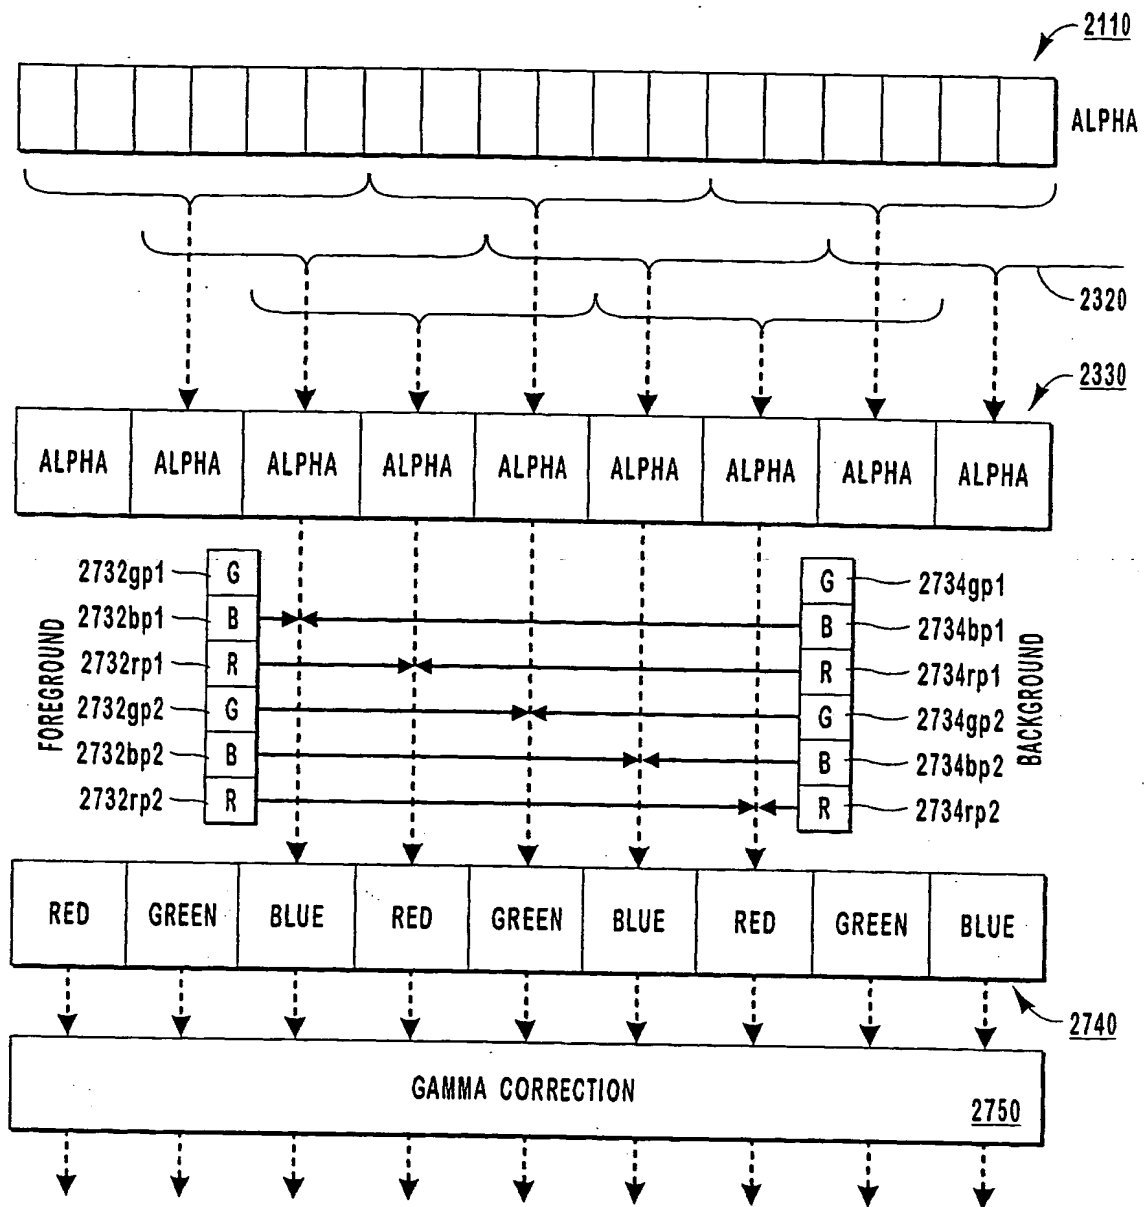 2110
ALPHA
2320
2330
ALPHA ALPHA ALPHA ALPHA ALPHA ALPHA ALPHA ALPHA ALPHA
FOREGROUND
2732gp1 G
2732bp1 B
2732rp1 R
2732gp2 G
2732bp2 B
2732rp2 R
G 2734gp1
B 2734bp1
R 2734rp1
G 2734gp2
B 2734bp2
R 2734rp2
BACKGROUND
RED GREEN BLUE RED GREEN BLUE RED GREEN BLUE
2740
GAMMA CORRECTION
2750